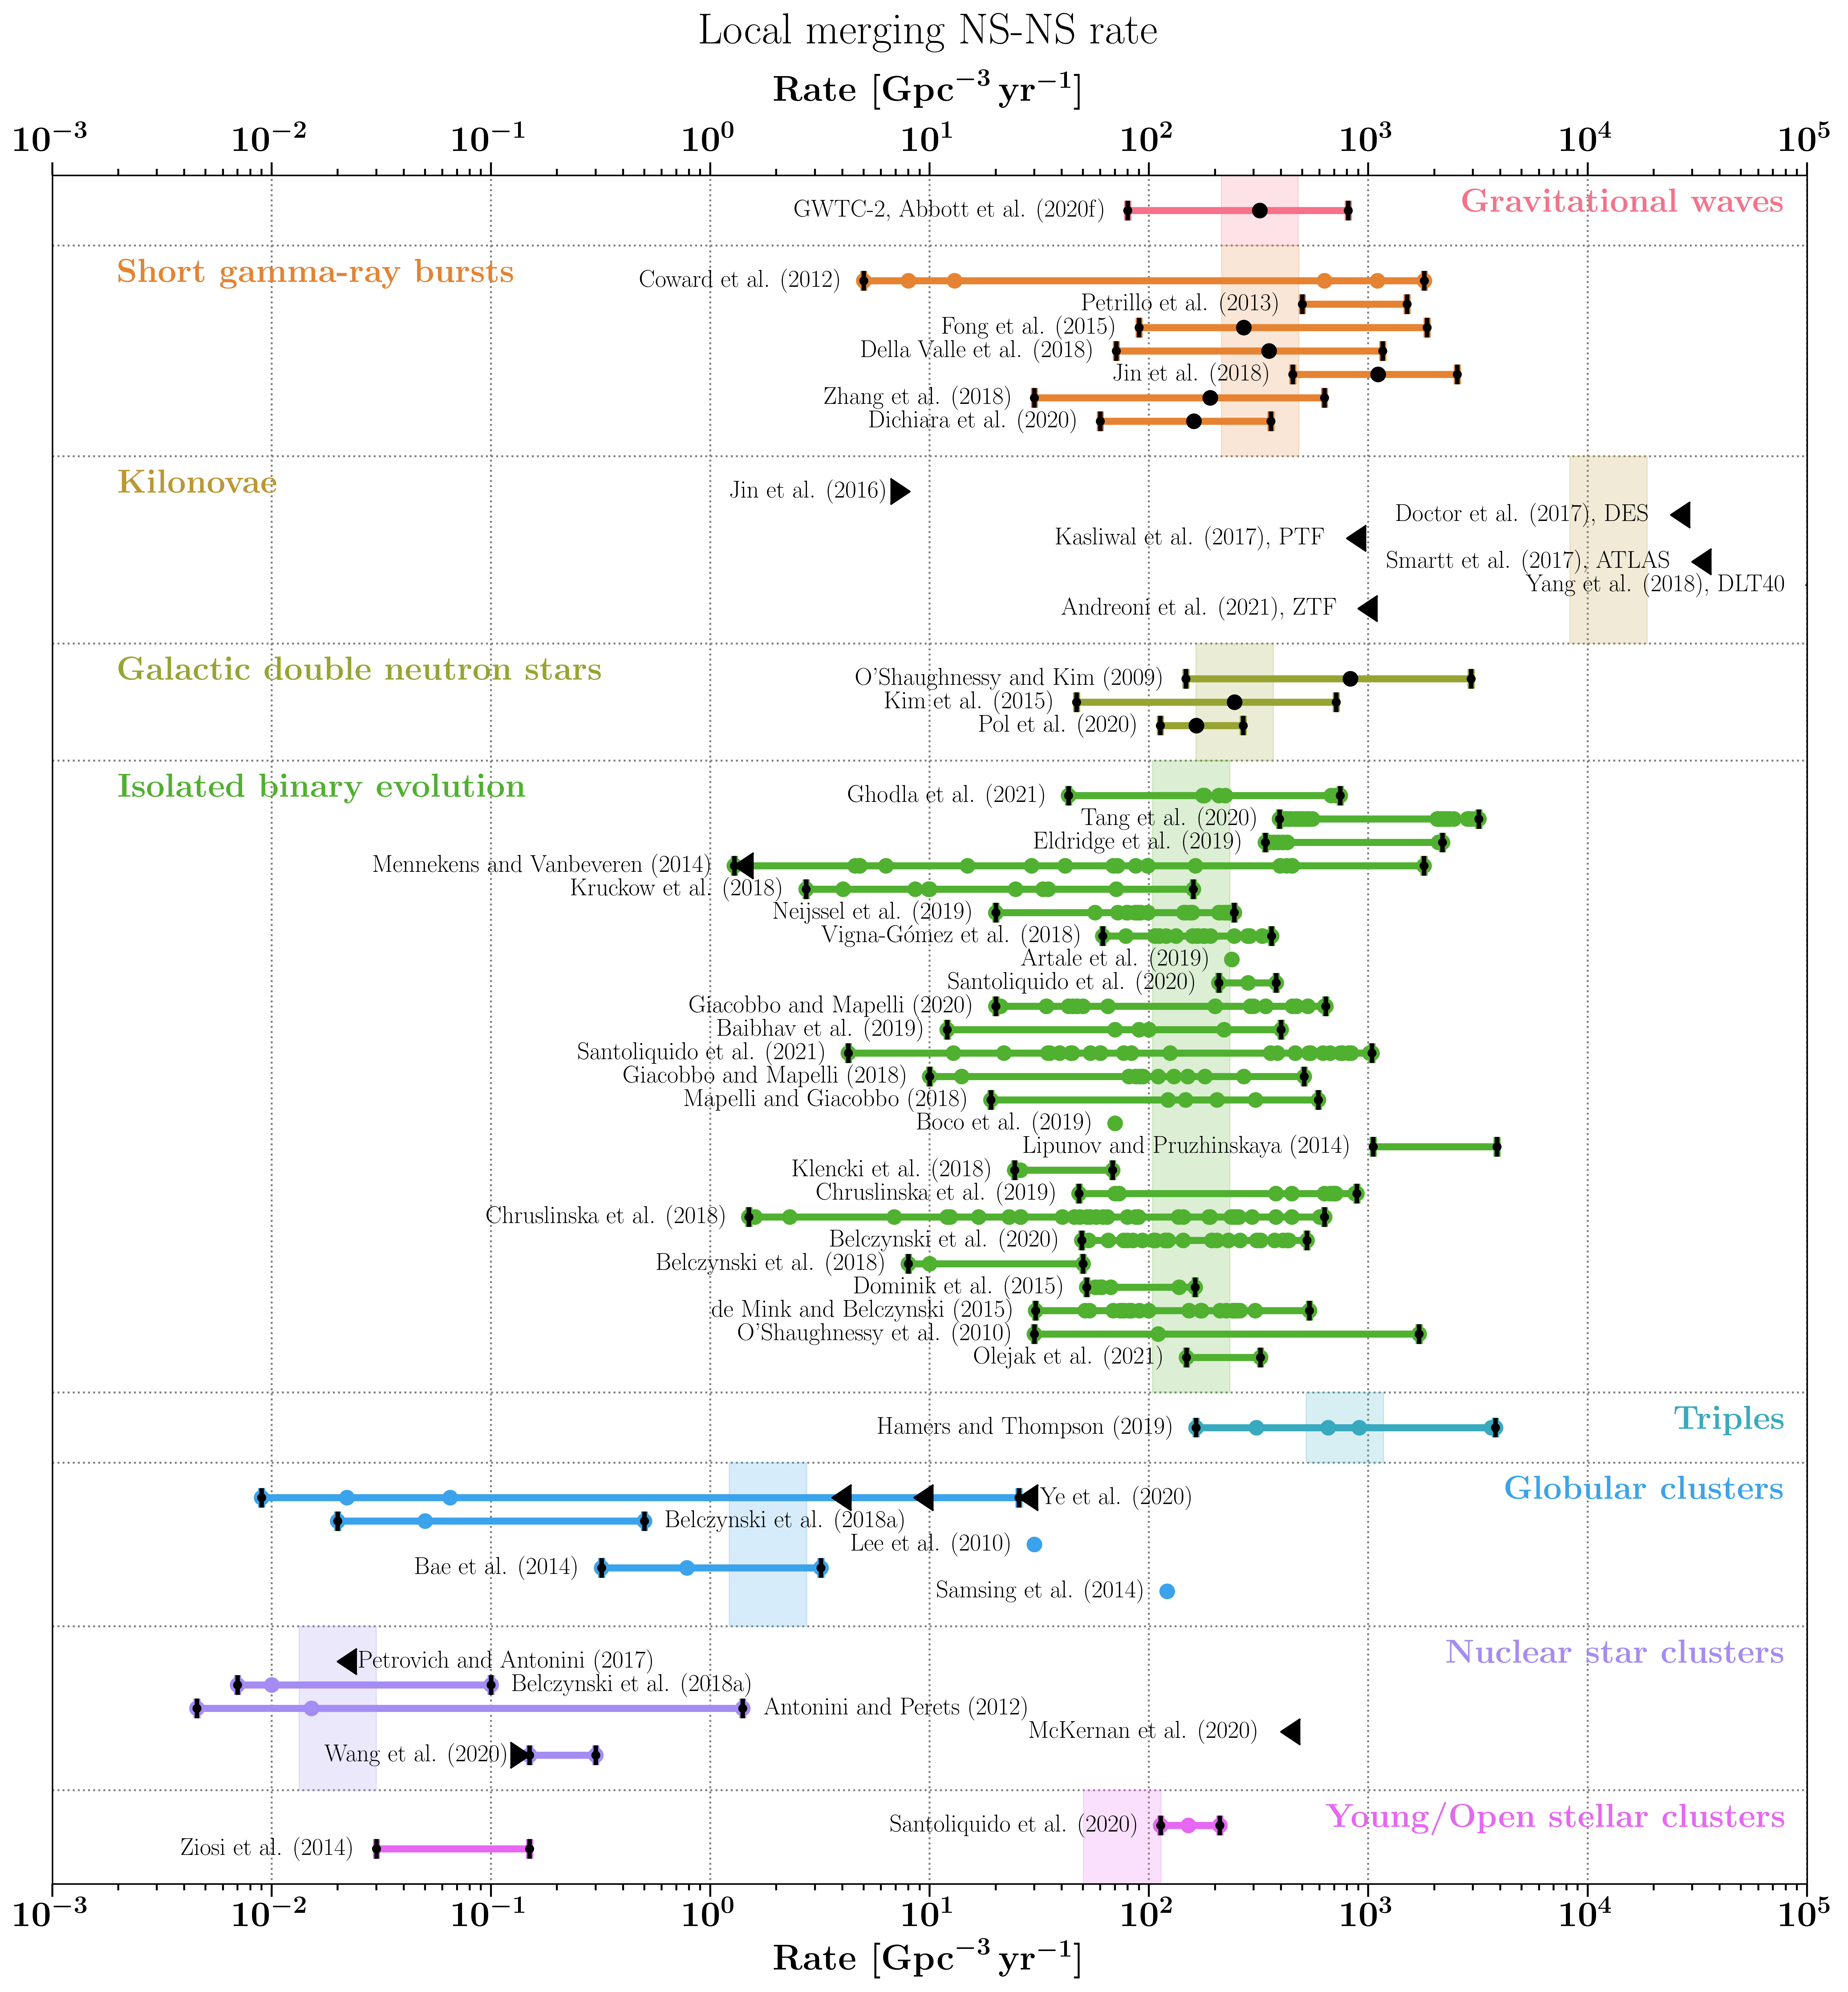 Local merging NS-NS rate
Rate [Gpc⁻³ yr⁻¹]
10⁻³ 10⁻² 10⁻¹ 10⁰ 10¹ 10² 10³ 10⁴ 10⁵
Gravitational waves
GWTC-2, Abbott et al. (2020f)
Short gamma-ray bursts
Coward et al. (2012)
Petrillo et al. (2013)
Fong et al. (2015)
Della Valle et al. (2018)
Jin et al. (2018)
Zhang et al. (2018)
Dichiara et al. (2020)
Kilonovae
Jin et al. (2016)
Doctor et al. (2017), DES
Kasliwal et al. (2017), PTF
Smartt et al. (2017), ATLAS
Yang et al. (2018), DLT40
Andreoni et al. (2021), ZTF
Galactic double neutron stars
O'Shaughnessy and Kim (2009)
Kim et al. (2015)
Pol et al. (2020)
Isolated binary evolution
Ghodla et al. (2021)
Tang et al. (2020)
Eldridge et al. (2019)
Mennekens and Vanbeveren (2014)
Kruckow et al. (2018)
Neijssel et al. (2019)
Vigna-Gómez et al. (2018)
Artale et al. (2019)
Santoliquido et al. (2020)
Giacobbo and Mapelli (2020)
Baibhav et al. (2019)
Santoliquido et al. (2021)
Giacobbo and Mapelli (2018)
Mapelli and Giacobbo (2018)
Boco et al. (2019)
Lipunov and Pruzhinskaya (2014)
Klencki et al. (2018)
Chruslinska et al. (2019)
Chruslinska et al. (2018)
Belczynski et al. (2020)
Belczynski et al. (2018)
Dominik et al. (2015)
de Mink and Belczynski (2015)
O'Shaughnessy et al. (2010)
Olejak et al. (2021)
Triples
Hamers and Thompson (2019)
Globular clusters
Ye et al. (2020)
Belczynski et al. (2018a)
Lee et al. (2010)
Bae et al. (2014)
Samsing et al. (2014)
Nuclear star clusters
Petrovich and Antonini (2017)
Belczynski et al. (2018a)
Antonini and Perets (2012)
McKernan et al. (2020)
Wang et al. (2020)
Young/Open stellar clusters
Santoliquido et al. (2020)
Ziosi et al. (2014)
10⁻³ 10⁻² 10⁻¹ 10⁰ 10¹ 10² 10³ 10⁴ 10⁵
Rate [Gpc⁻³ yr⁻¹]